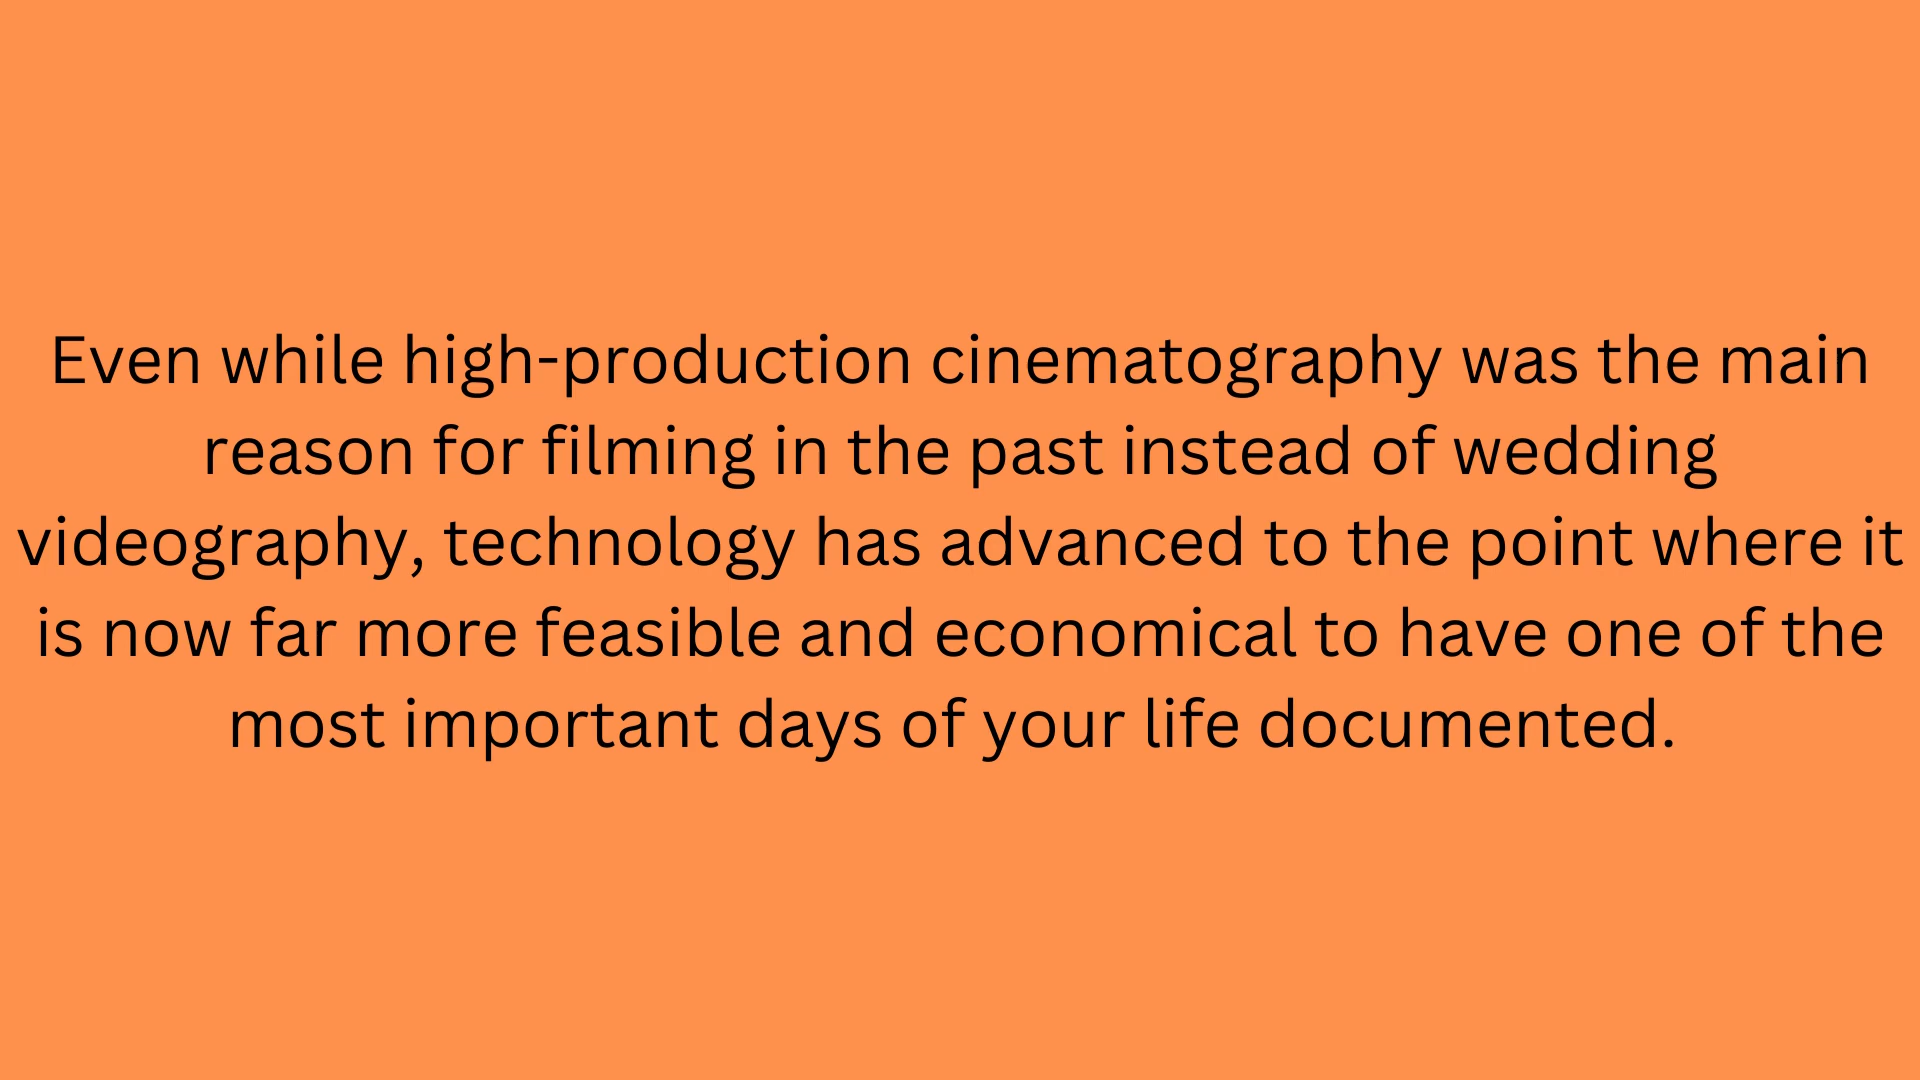 Even while high-production cinematography was the main
reason for filming in the past instead of wedding
videography, technology has advanced to the point where it
is now far more feasible and economical to have one of the
most important days of your life documented.